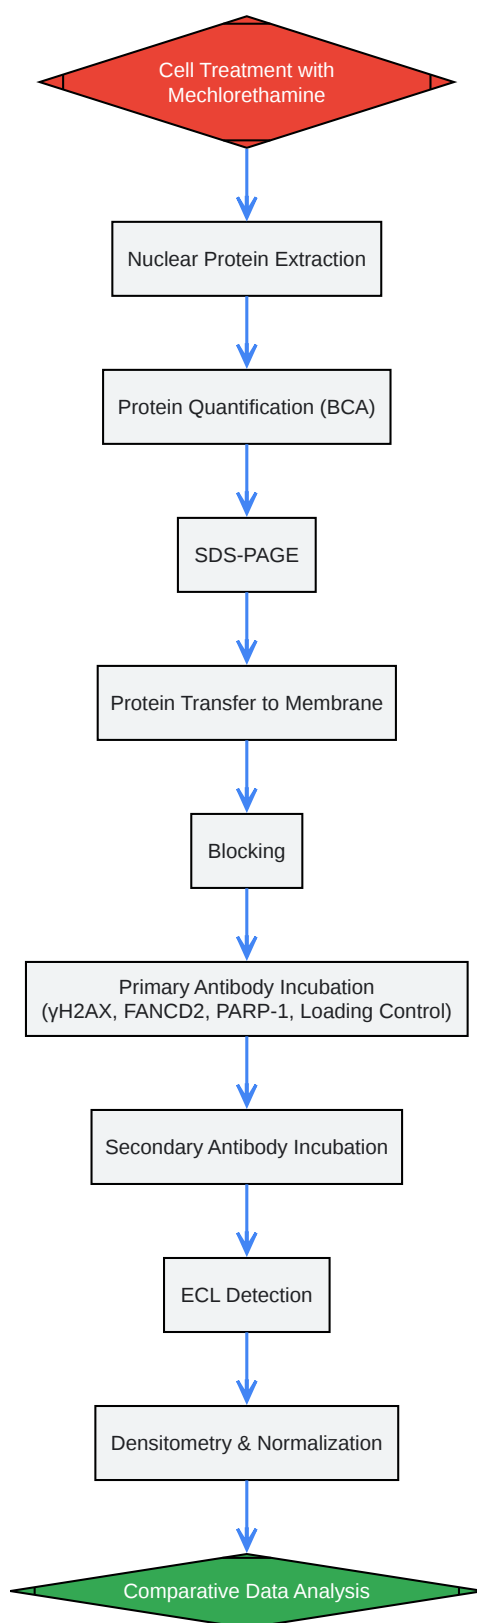 Cell Treatment with
Mechlorethamine
Nuclear Protein Extraction
Protein Quantification (BCA)
SDS-PAGE
Protein Transfer to Membrane
Blocking
Primary Antibody Incubation
(γH2AX, FANCD2, PARP-1, Loading Control)
Secondary Antibody Incubation
ECL Detection
Densitometry & Normalization
Comparative Data Analysis